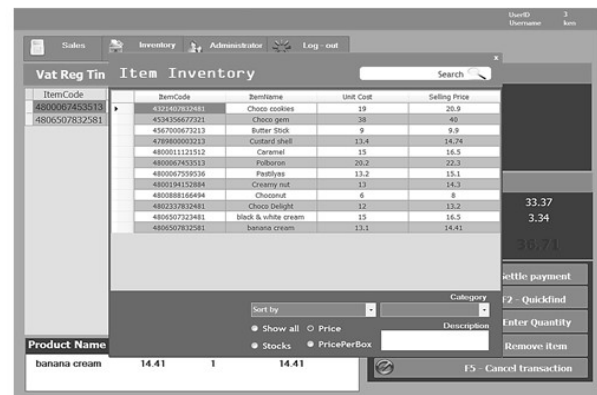 UserID 3
Username ken
Sales Inventory Administrator Log - out
x
Vat Reg Tin Item Inventory Search
ItemCode
4800067453513
4806507832581
ItemCode ItemName Unit Cost Selling Price
4321407832481 Choco cookies 19 20.9
4534356677321 Choco gem 38 40
4567000673213 Butter Stick 9 9.9
4789800003213 Custard shell 13.4 14.74
4800011121512 Caramel 15 16.5
4800067453513 Polboron 20.2 22.3
4800067559536 Pastilyas 13.2 15.1
4800194152884 Creamy nut 13 14.3
4800888166494 Choconut 6 8
4802337832481 Choco Delight 12 13.2
4806507323481 black & white cream 15 16.5
4806507832581 banana cream 13.1 14.41
33.37
3.34
36.71
Settle payment
Category
F2 - Quickfind
Sort by
Enter Quantity
Show all Price Description
Stocks PricePerBox
Product Name
Remove item
banana cream 14.41 1 14.41
F5 - Cancel transaction